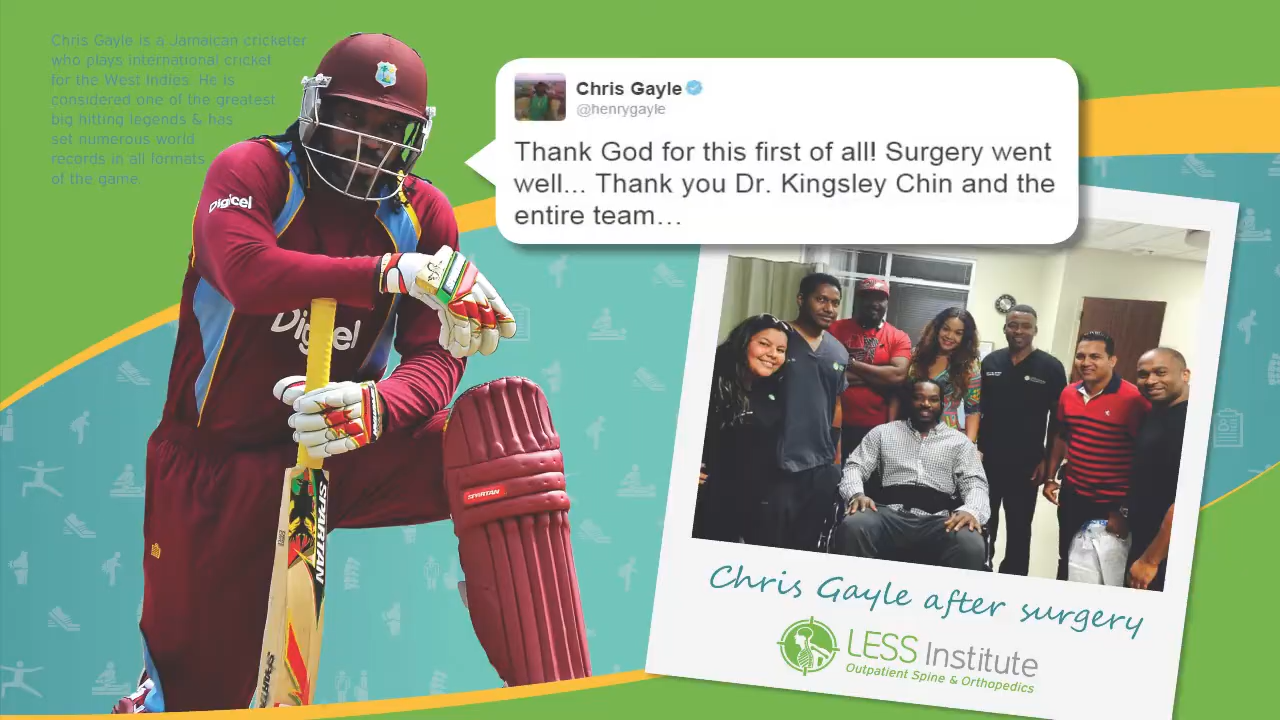 Chris Gayle is a Jamaican cricketer
who plays international cricket
for the West Indies. He is
considered one of the greatest
big hitting legends & has
set numerous world
records in all formats
of the game.
Chris Gayle
@henrygayle
Thank God for this first of all! Surgery went
well... Thank you Dr. Kingsley Chin and the
entire team...
Digicel
Digicel
SPARTAN
SPARTAN
SPARTAN
Chris Gayle after surgery
LESS Institute
Outpatient Spine & Orthopedics